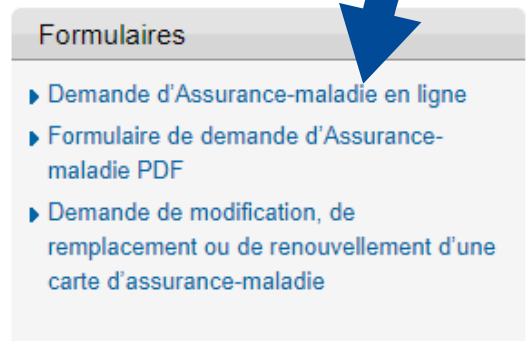 Formulaires
Demande d'Assurance-maladie en ligne
Formulaire de demande d'Assurance-
maladie PDF
Demande de modification, de
remplacement ou de renouvellement d'une
carte d'assurance-maladie